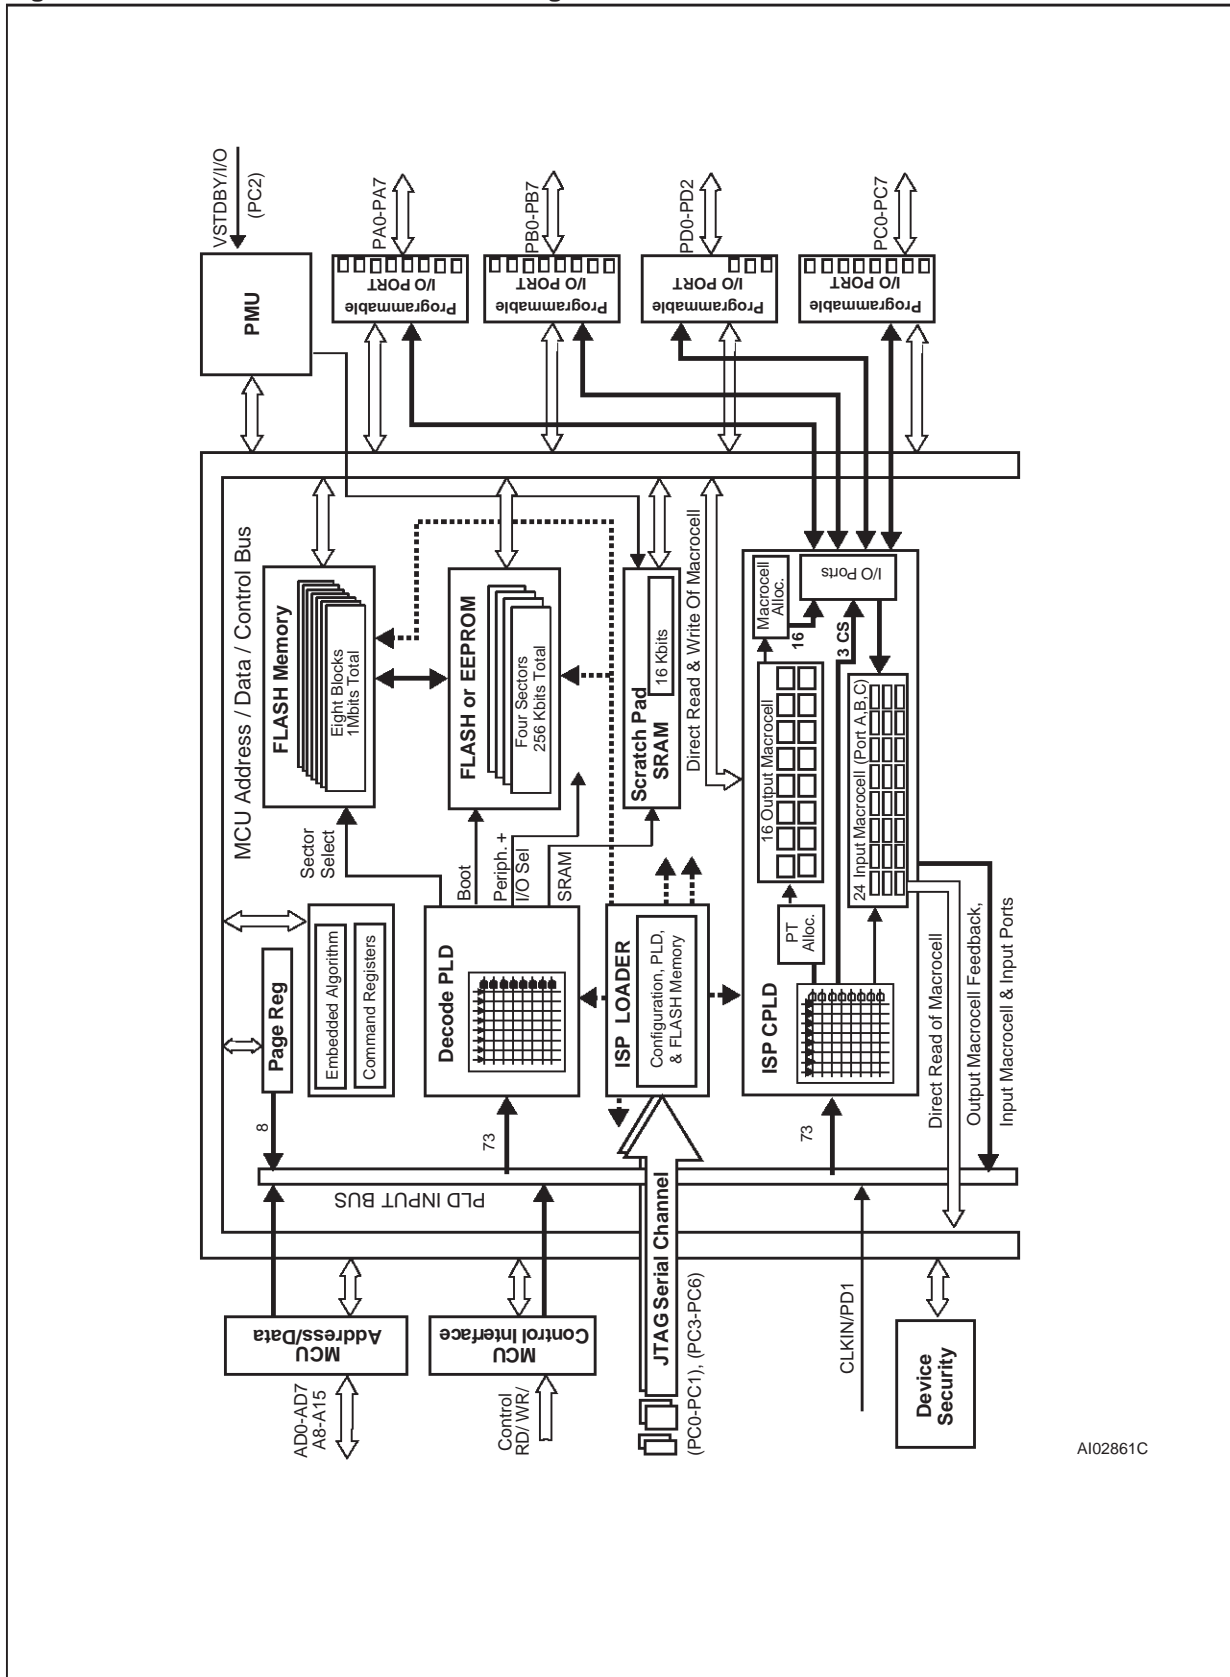 VSTDBY/I/O
(PC2)
PA0-PA7
PB0-PB7
PD0-PD2
PC0-PC7
PMU
Programmable
I/O PORT
Programmable
I/O PORT
Programmable
I/O PORT
Programmable
I/O PORT
MCU Address / Data / Control Bus
FLASH Memory
Eight Blocks
1Mbits Total
FLASH or EEPROM
Four Sectors
256 Kbits Total
Scratch Pad
SRAM
16 Kbits
Direct Read & Write Of Macrocell
Macrocell
Alloc.
I/O Ports
16
3 CS
16 Output Macrocell
24 Input Macrocell (Port A,B,C)
Sector
Select
Boot
Periph. +
I/O Sel
SRAM
Page Reg
Embedded Algorithm
Command Registers
Decode PLD
ISP LOADER
Configuration, PLD,
& FLASH Memory
PT
Alloc.
ISP CPLD
Direct Read of Macrocell
Output Macrocell Feedback,
Input Macrocell & Input Ports
8
73
73
PLD INPUT BUS
MCU
Address/Data
MCU
Control Interface
JTAG Serial Channel
(PC0-PC1), (PC3-PC6)
CLKIN/PD1
Device
Security
AD0-AD7
A8-A15
Control
RD/ WR/
AI02861C